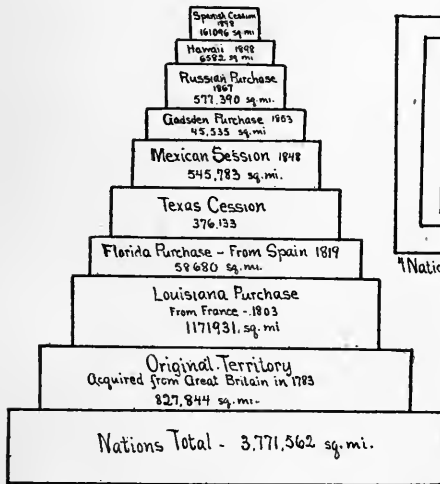 Spanish Cession
1898
161096 sq. mi
Hawaii 1898
6582 sq mi
Russian Purchase
1867
577.390 sq. mi.
Gadsden Purchase 1853
45,535 sq. mi
Mexican Session 1848
545,783 sq. mi.
Texas Cession
376.133
Florida Purchase - From Spain 1819
58680 sq. mi.
Louisiana Purchase
From France - 1803
1171931, sq. mi
Original Territory
Acquired from Great Britain in 1783
827,844 sq. mi.-
Nations Total - 3,771,562 sq. mi.